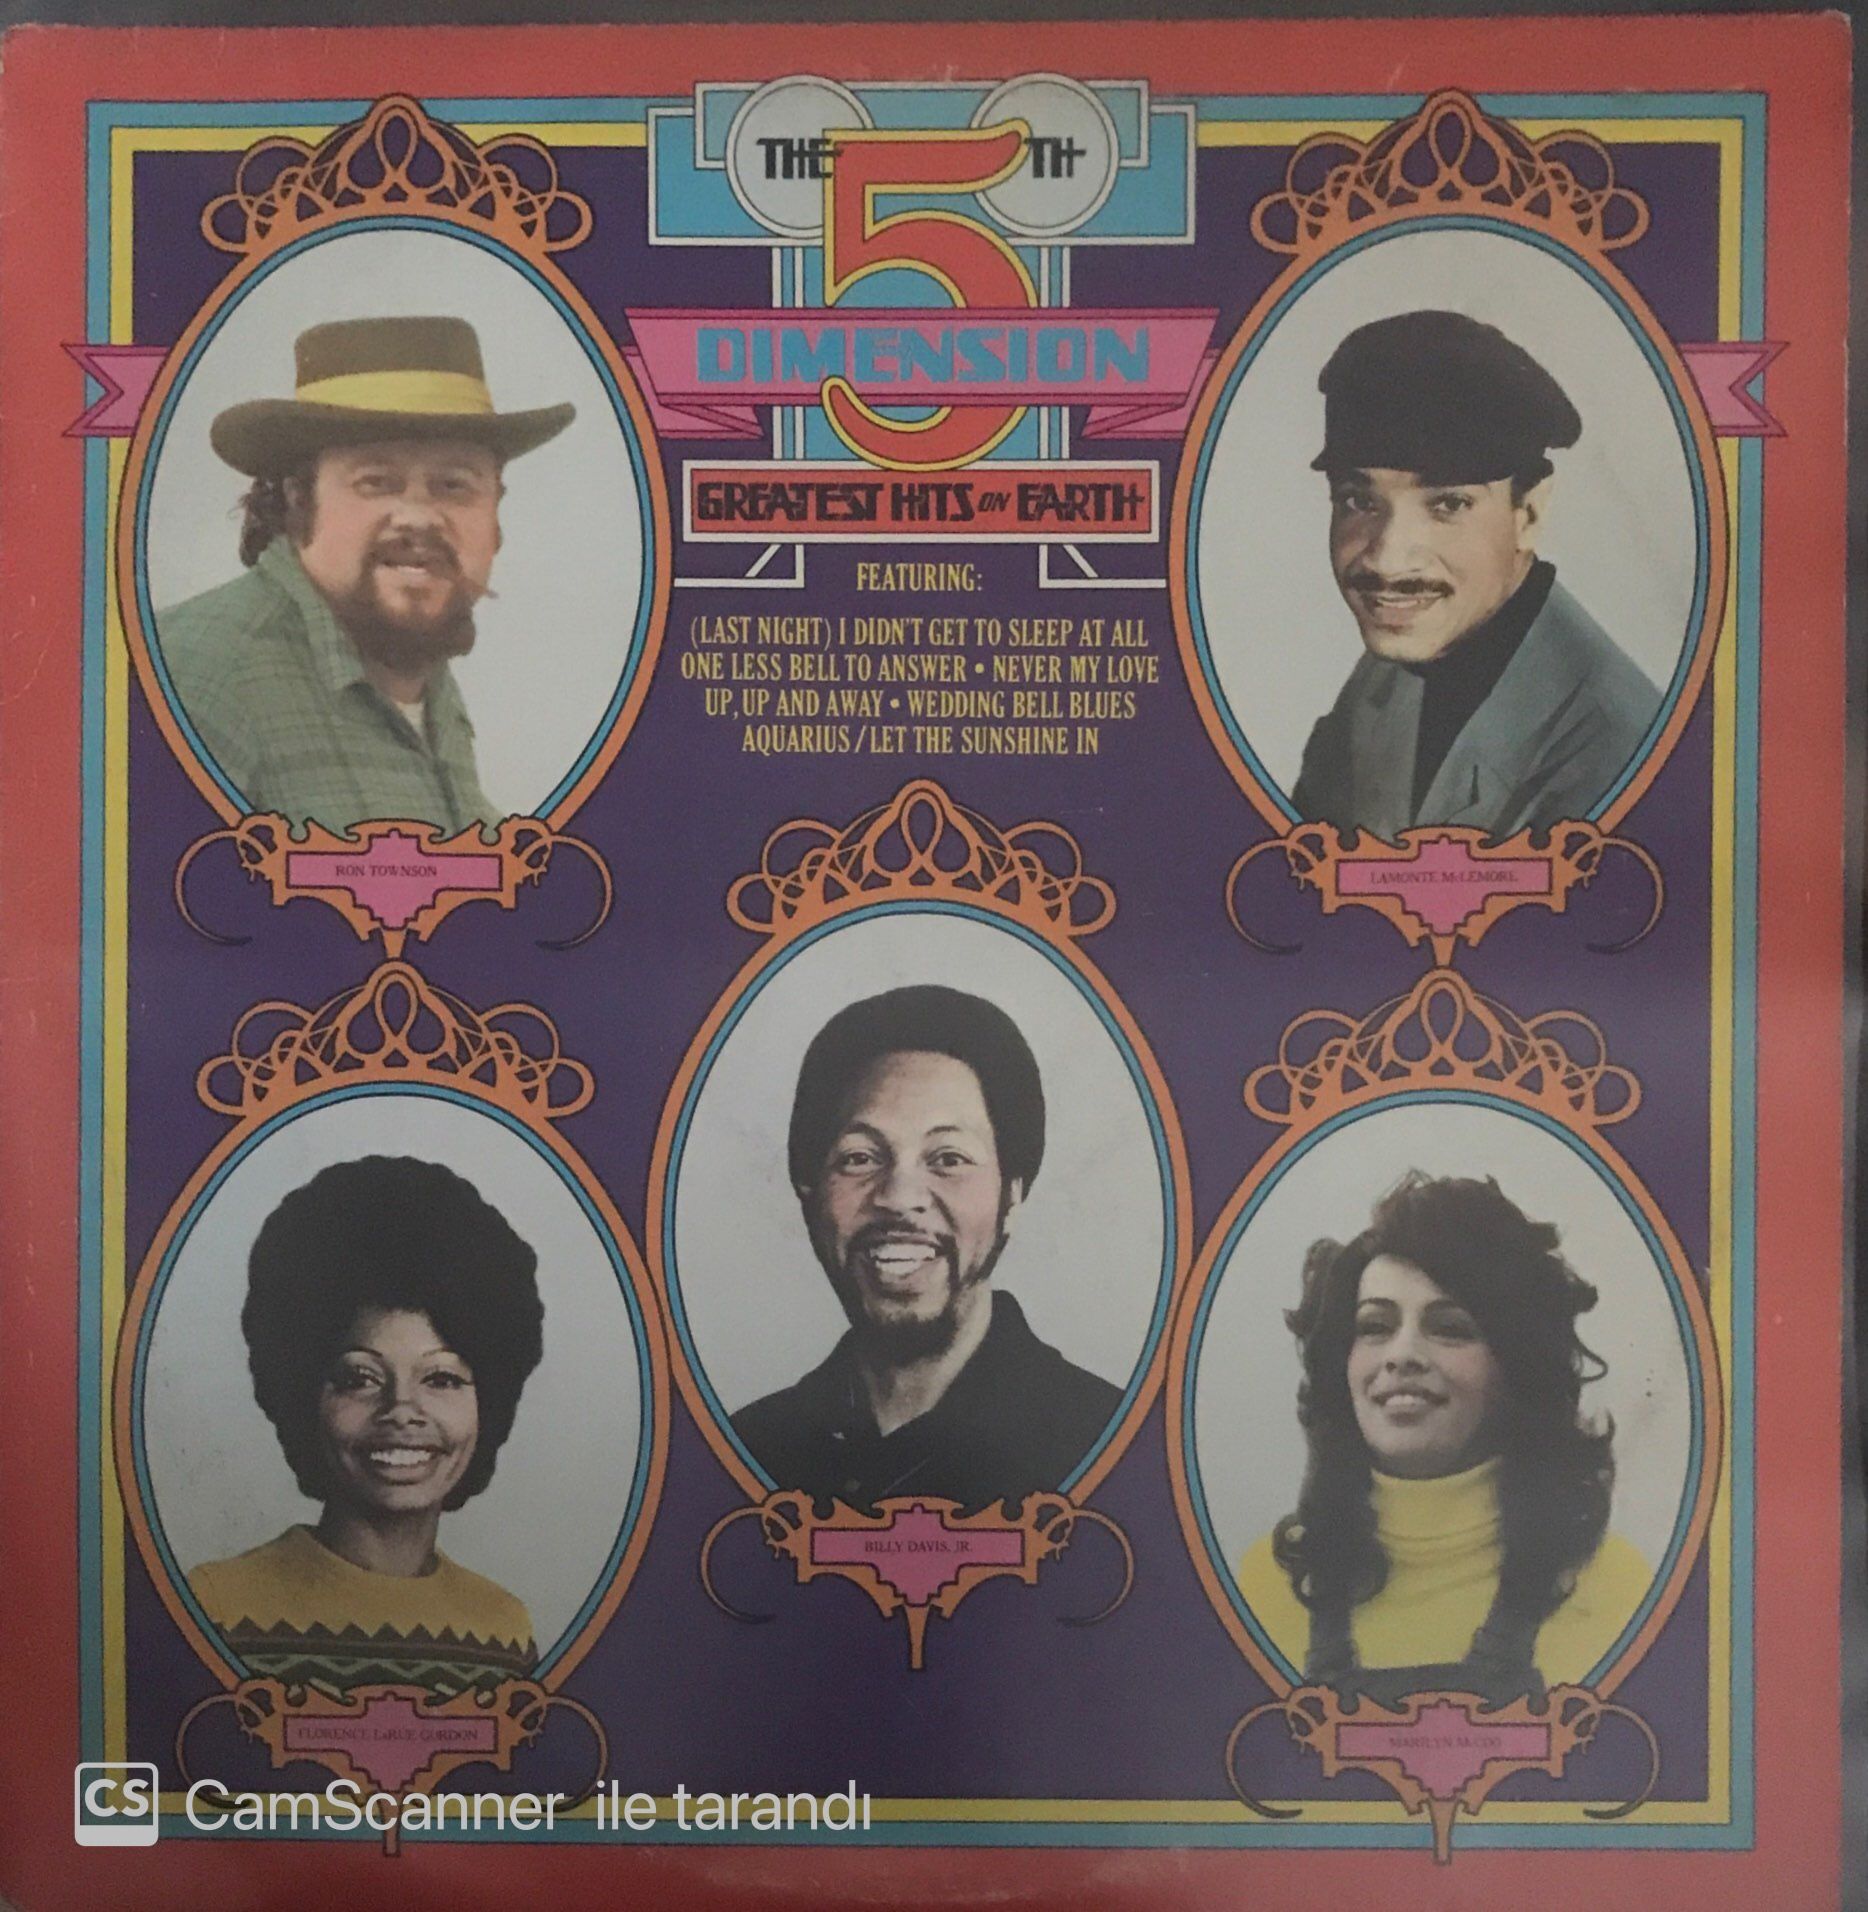 THE 5TH
DIMENSION
GREATEST HITS ON EARTH
FEATURING:
(LAST NIGHT) I DIDN'T GET TO SLEEP AT ALL
ONE LESS BELL TO ANSWER • NEVER MY LOVE
UP, UP AND AWAY • WEDDING BELL BLUES
AQUARIUS / LET THE SUNSHINE IN
RON TOWNSON
LAMONTE McLEMORE
BILLY DAVIS, JR.
FLORENCE LaRUE GORDON
MARILYN McCOO
CS CamScanner ile tarandı